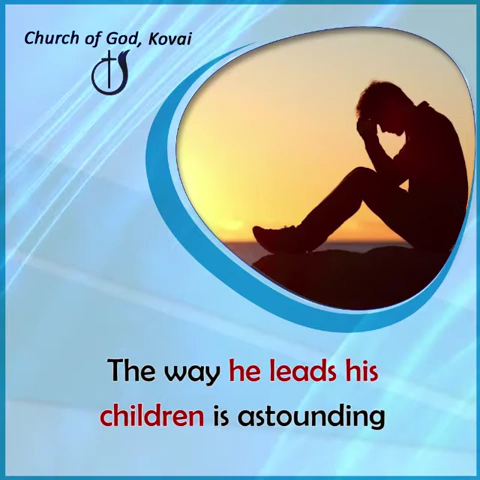 Church of God, Kovai
The way he leads his
children is astounding